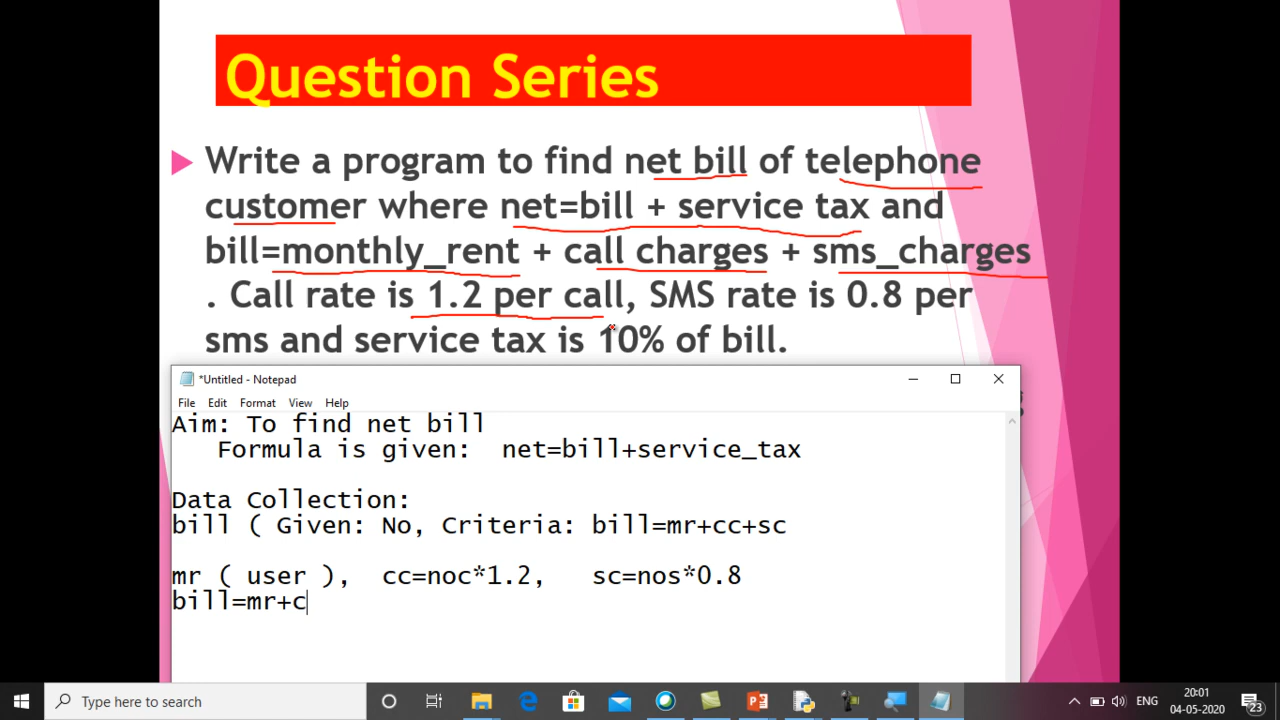 Question Series
Write a program to find net bill of telephone
customer where net=bill + service tax and
bill=monthly_rent + call charges + sms_charges
. Call rate is 1.2 per call, SMS rate is 0.8 per
sms and service tax is 10% of bill.
*Untitled - Notepad
File Edit Format View Help
Aim: To find net bill
Formula is given: net=bill+service_tax
Data Collection:
bill ( Given: No, Criteria: bill=mr+cc+sc
mr ( user ), cc=noc*1.2, sc=nos*0.8
bill=mr+c
Type here to search
ENG
20:01
04-05-2020
23